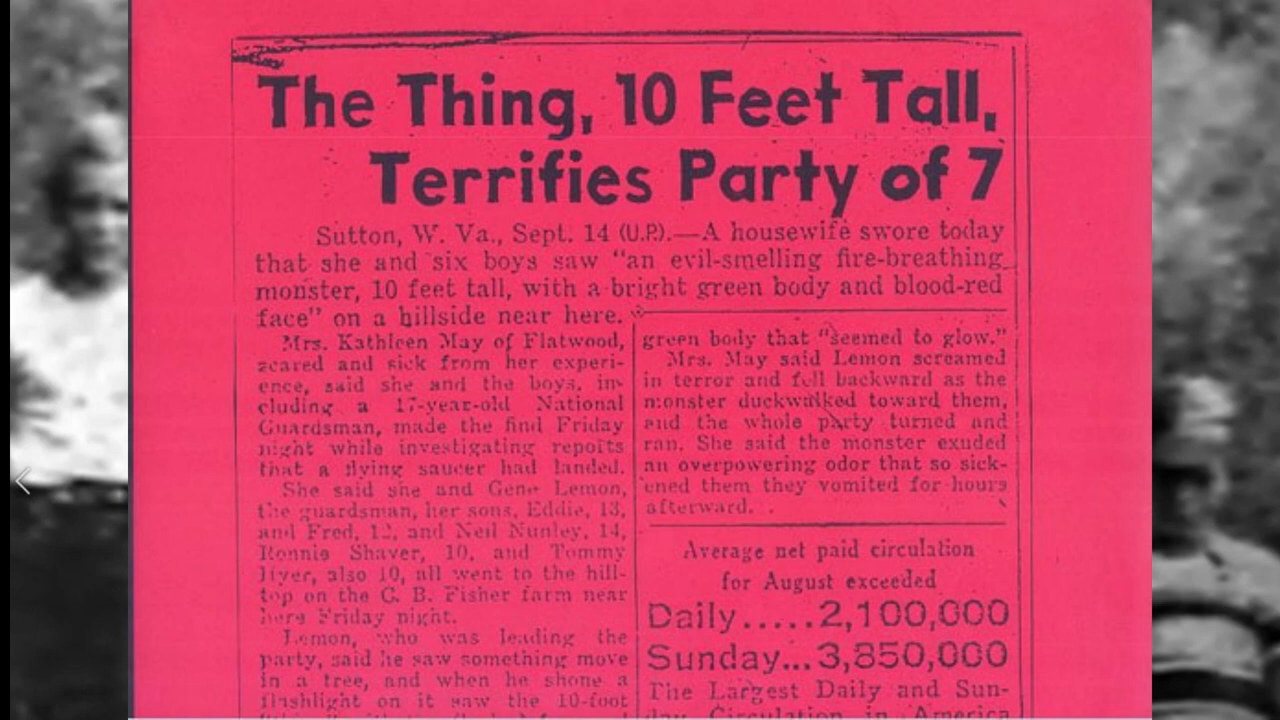 The Thing, 10 Feet Tall,
Terrifies Party of 7
Sutton, W. Va., Sept. 14 (U.P.).—A housewife swore today
that she and six boys saw "an evil-smelling fire-breathing
monster, 10 feet tall, with a bright green body and blood-red
face" on a hillside near here.
Mrs. Kathleen May of Flatwood,
scared and sick from her experi-
ence, said she and the boys, in-
cluding a 17-year-old National
Guardsman, made the find Friday
night while investigating reports
that a flying saucer had landed.
She said she and Gene Lemon,
the guardsman, her sons, Eddie, 13,
and Fred, 12, and Neil Nunley, 14,
Ronnie Shaver, 10, and Tommy
Hyer, also 10, all went to the hill-
top on the G. B. Fisher farm near
here Friday night.
Lemon, who was leading the
party, said he saw something move
in a tree, and when he shone a
flashlight on it saw the 10-foot
green body that "seemed to glow."
Mrs. May said Lemon screamed
in terror and fell backward as the
monster duckwalked toward them,
and the whole party turned and
ran. She said the monster exuded
an overpowering odor that so sick-
ened them they vomited for hours
afterward.
Average net paid circulation
for August exceeded
Daily.....2,100,000
Sunday...3,850,000
The Largest Daily and Sun-
day Circulation in America